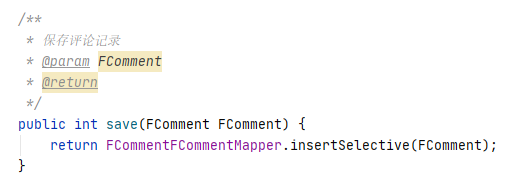 /**
 * 保存评论记录
 * @param FComment
 * @return
 */
public int save(FComment FComment) {
    return FCommentFCommentMapper.insertSelective(FComment);
}